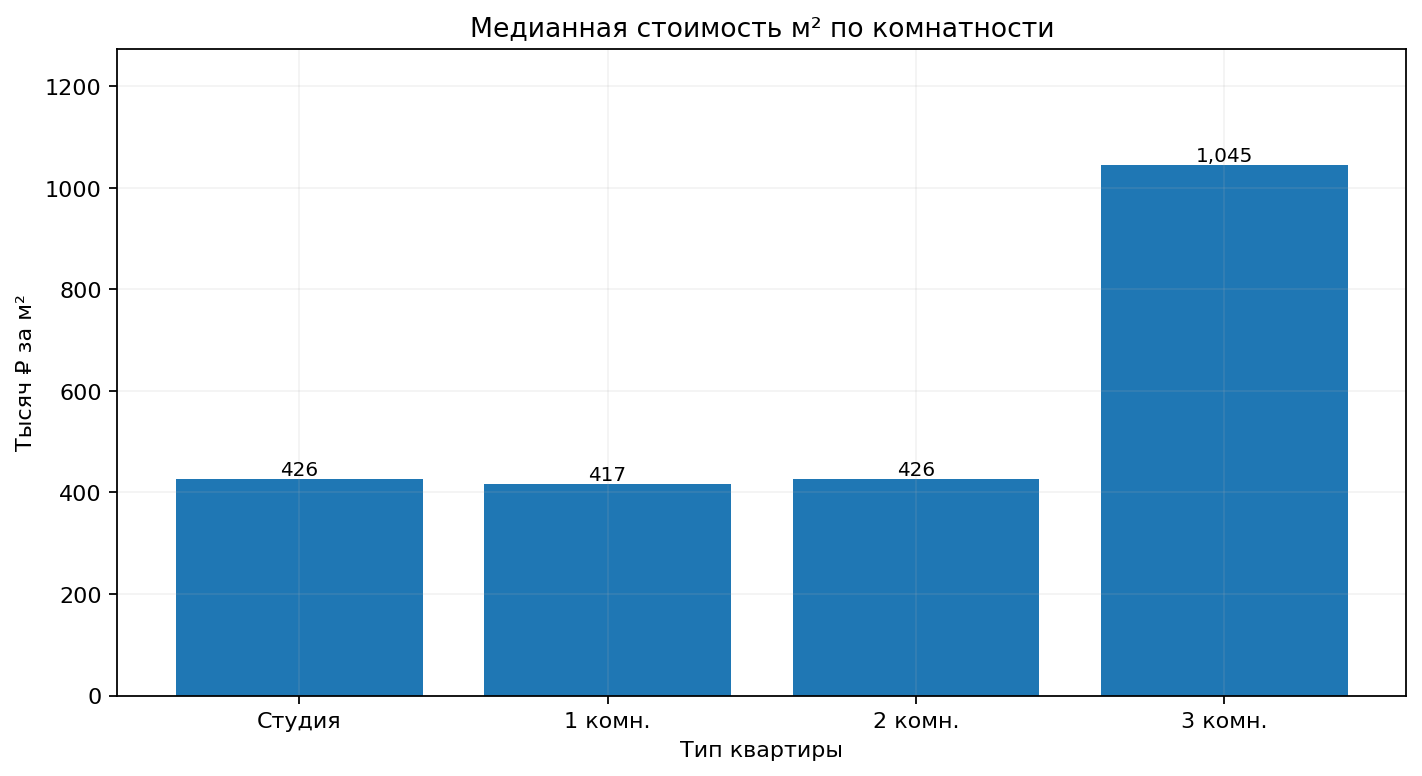 Медианная стоимость м² по комнатности
Тысяч ₽ за м²
1200
1000
800
600
400
200
0
426
417
426
1,045
Студия
1 комн.
2 комн.
3 комн.
Тип квартиры